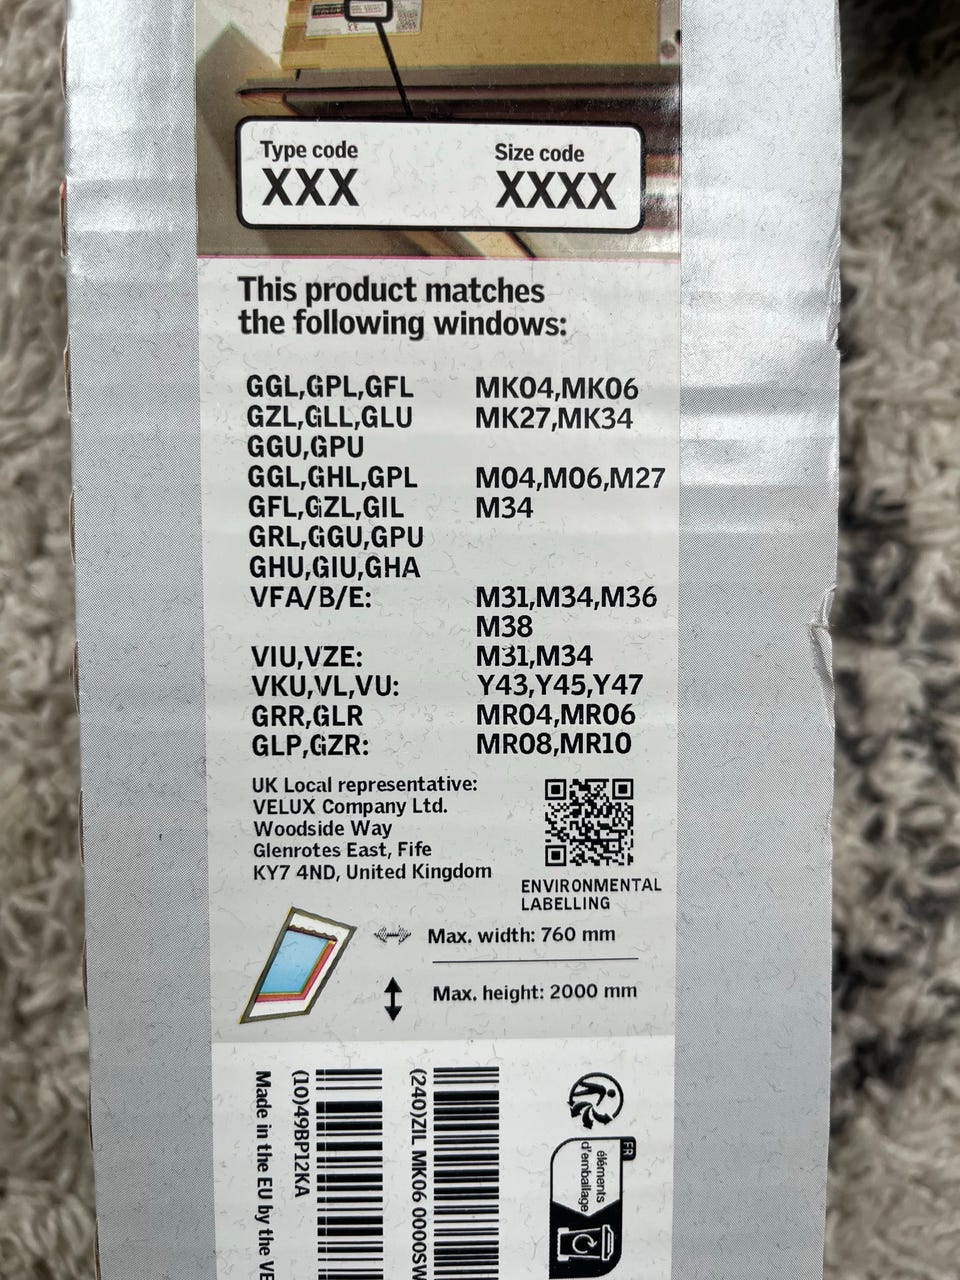 Type code Size code
XXX XXXX
This product matches
the following windows:
GGL,GPL,GFL MK04,MK06
GZL,GLL,GLU MK27,MK34
GGU,GPU
GGL,GHL,GPL M04,M06,M27
GFL,GZL,GIL M34
GRL,GGU,GPU
GHU,GIU,GHA
VFA/B/E: M31,M34,M36
M38
VIU,VZE: M31,M34
VKU,VL,VU: Y43,Y45,Y47
GRR,GLR MR04,MR06
GLP,GZR: MR08,MR10
UK Local representative:
VELUX Company Ltd.
Woodside Way
Glenrotes East, Fife
KY7 4ND, United Kingdom
ENVIRONMENTAL
LABELLING
Max. width: 760 mm
Max. height: 2000 mm
Made in the EU by the VE
(10)49BP12KA
(240)ZIL MK06 0000SW
FR
éléments
d'emballage